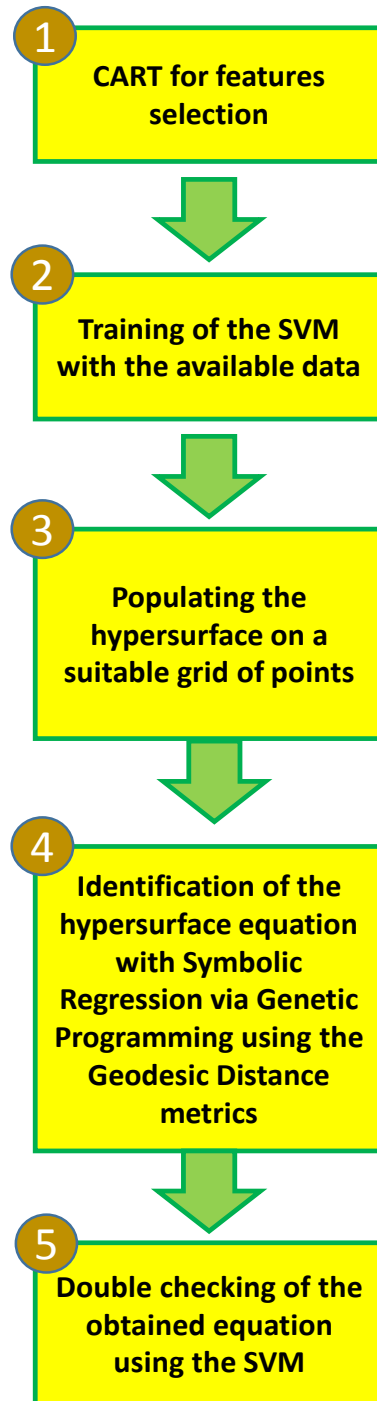 1
CART for features
selection
2
Training of the SVM
with the available data
3
Populating the
hypersurface on a
suitable grid of points
4
Identification of the
hypersurface equation
with Symbolic
Regression via Genetic
Programming using the
Geodesic Distance
metrics
5
Double checking of the
obtained equation
using the SVM